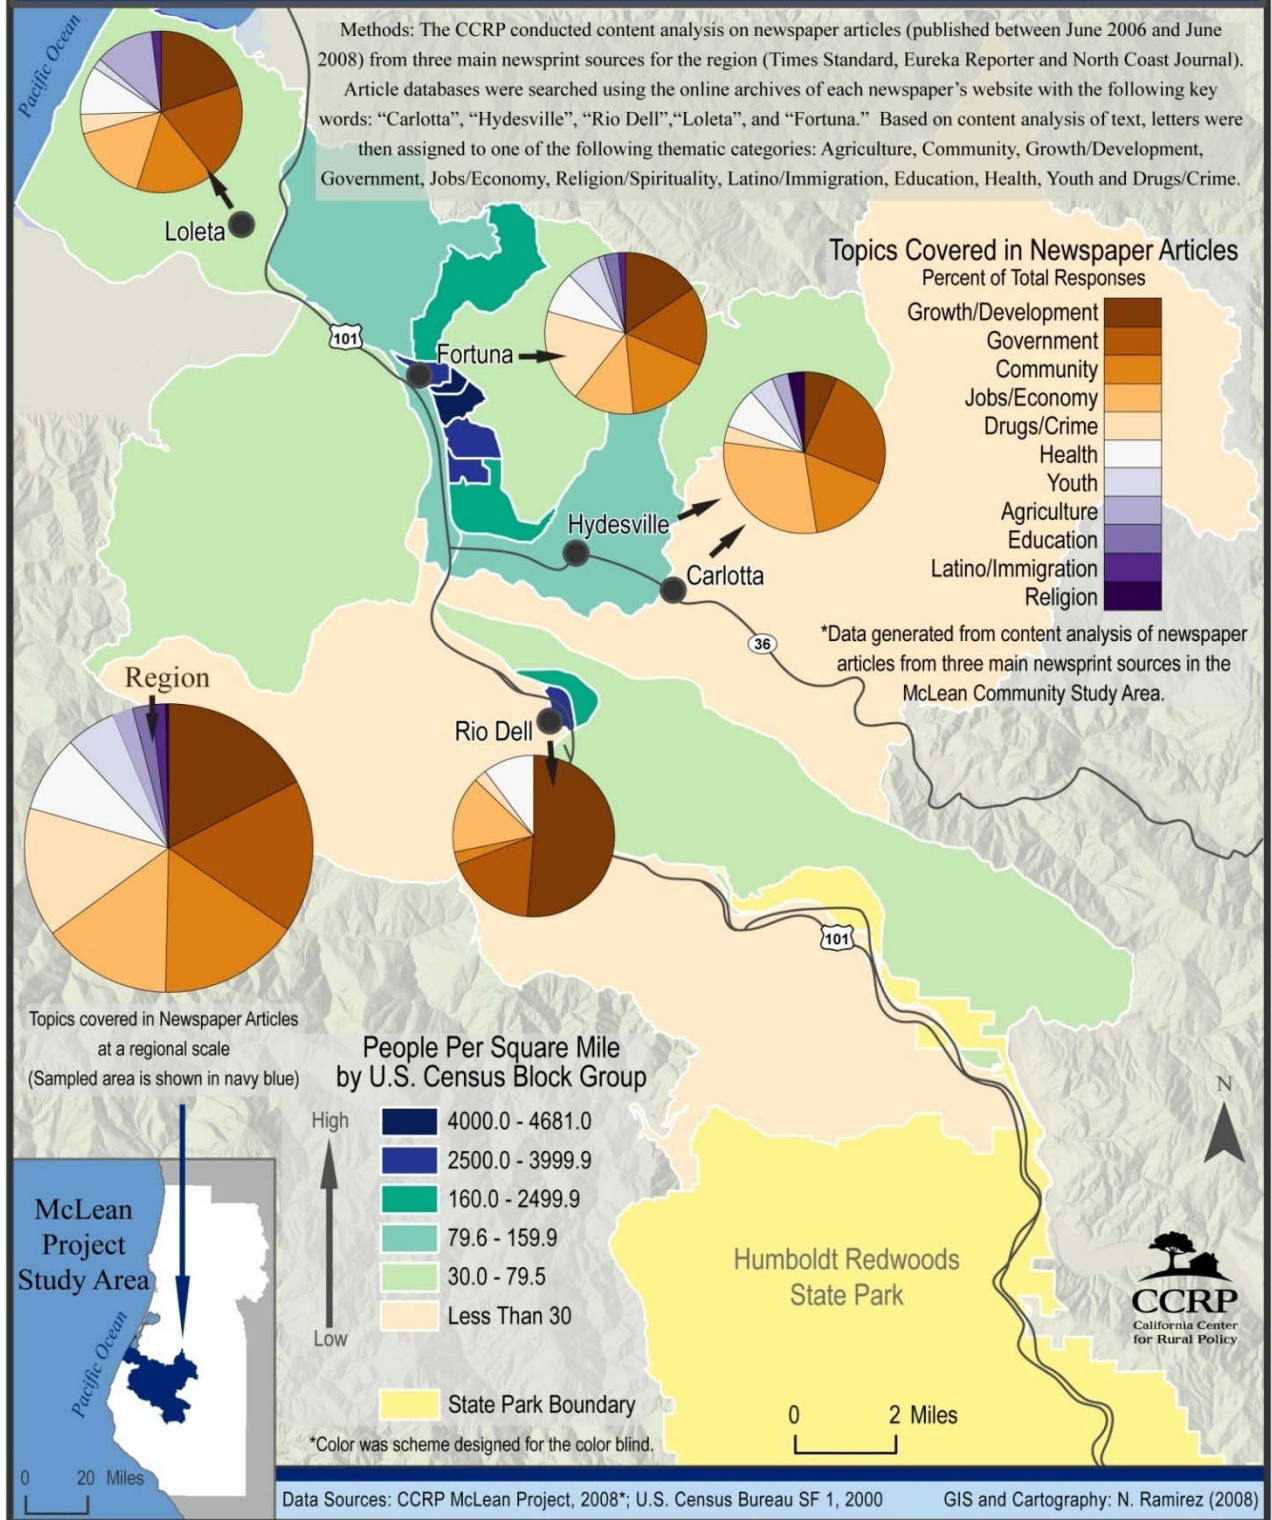 Pacific Ocean
Methods: The CCRP conducted content analysis on newspaper articles (published between June 2006 and June
2008) from three main newsprint sources for the region (Times Standard, Eureka Reporter and North Coast Journal).
Article databases were searched using the online archives of each newspaper's website with the following key
words: “Carlotta”, “Hydesville”, “Rio Dell”,“Loleta”, and “Fortuna.” Based on content analysis of text, letters were
then assigned to one of the following thematic categories: Agriculture, Community, Growth/Development,
Government, Jobs/Economy, Religion/Spirituality, Latino/Immigration, Education, Health, Youth and Drugs/Crime.
Loleta
101
Fortuna
Hydesville
Carlotta
36
Topics Covered in Newspaper Articles
Percent of Total Responses
Growth/Development
Government
Community
Jobs/Economy
Drugs/Crime
Health
Youth
Agriculture
Education
Latino/Immigration
Religion
*Data generated from content analysis of newspaper
articles from three main newsprint sources in the
McLean Community Study Area.
Region
Rio Dell
101
Topics covered in Newspaper Articles
at a regional scale
(Sampled area is shown in navy blue)
People Per Square Mile
by U.S. Census Block Group
High
Low
4000.0 - 4681.0
2500.0 - 3999.9
160.0 - 2499.9
79.6 - 159.9
30.0 - 79.5
Less Than 30
State Park Boundary
*Color was scheme designed for the color blind.
McLean
Project
Study Area
Pacific Ocean
0 20 Miles
Humboldt Redwoods
State Park
0 2 Miles
N
CCRP
California Center
for Rural Policy
Data Sources: CCRP McLean Project, 2008*; U.S. Census Bureau SF 1, 2000
GIS and Cartography: N. Ramirez (2008)